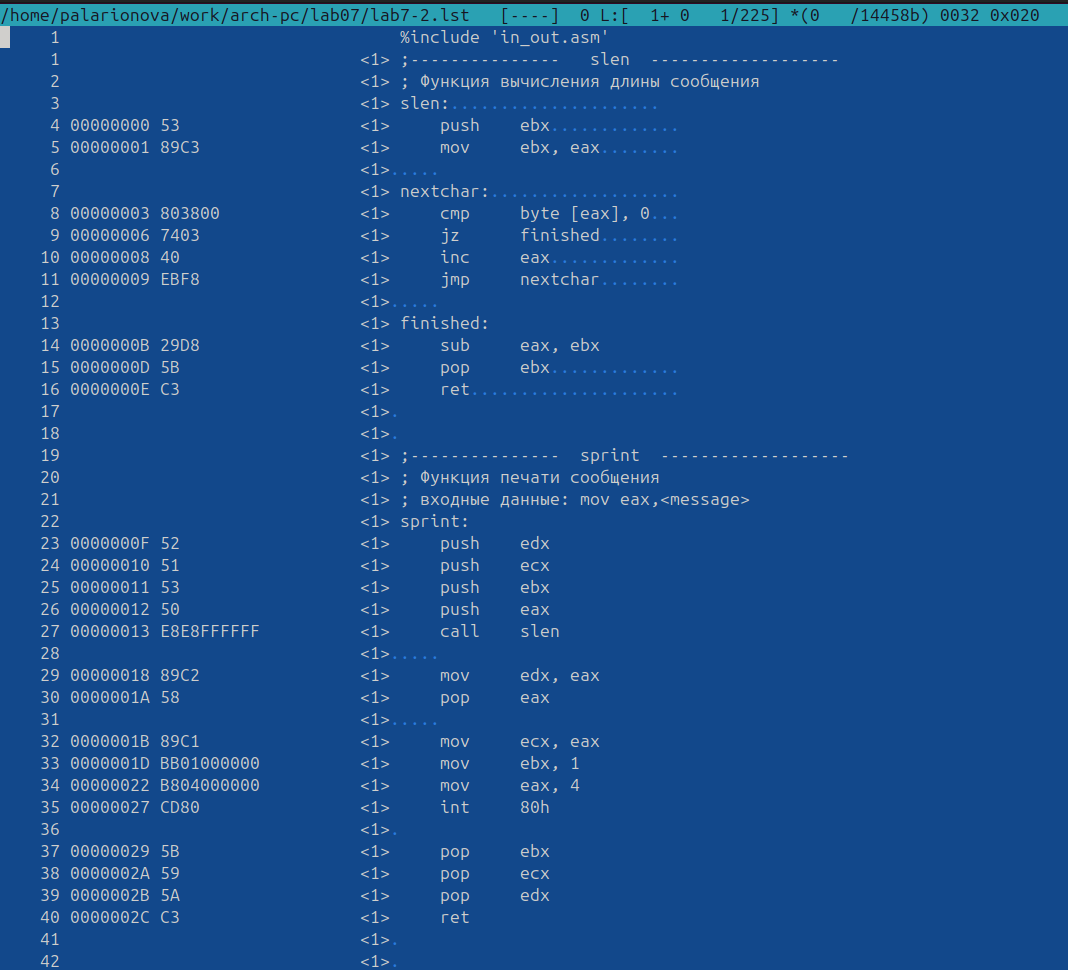 /home/palarionova/work/arch-pc/lab07/lab7-2.lst   [----]  0 L:[  1+ 0   1/225] *(0   /14458b) 0032 0x020
     1                                  %include 'in_out.asm'
     1                              <1> ;---------------   slen  -------------------
     2                              <1> ; Функция вычисления длины сообщения
     3                              <1> slen:.....................
     4 00000000 53                  <1>     push    ebx.............
     5 00000001 89C3                <1>     mov     ebx, eax........
     6                              <1>.....
     7                              <1> nextchar:...................
     8 00000003 803800              <1>     cmp     byte [eax], 0...
     9 00000006 7403                <1>     jz      finished........
    10 00000008 40                  <1>     inc     eax.............
    11 00000009 EBF8                <1>     jmp     nextchar........
    12                              <1>.....
    13                              <1> finished:
    14 0000000B 29D8                <1>     sub     eax, ebx
    15 0000000D 5B                  <1>     pop     ebx.............
    16 0000000E C3                  <1>     ret.....................
    17                              <1>.
    18                              <1>.
    19                              <1> ;---------------  sprint  -------------------
    20                              <1> ; Функция печати сообщения
    21                              <1> ; входные данные: mov eax,<message>
    22                              <1> sprint:
    23 0000000F 52                  <1>     push    edx
    24 00000010 51                  <1>     push    ecx
    25 00000011 53                  <1>     push    ebx
    26 00000012 50                  <1>     push    eax
    27 00000013 E8E8FFFFFF          <1>     call    slen
    28                              <1>.....
    29 00000018 89C2                <1>     mov     edx, eax
    30 0000001A 58                  <1>     pop     eax
    31                              <1>.....
    32 0000001B 89C1                <1>     mov     ecx, eax
    33 0000001D BB01000000          <1>     mov     ebx, 1
    34 00000022 B804000000          <1>     mov     eax, 4
    35 00000027 CD80                <1>     int     80h
    36                              <1>.
    37 00000029 5B                  <1>     pop     ebx
    38 0000002A 59                  <1>     pop     ecx
    39 0000002B 5A                  <1>     pop     edx
    40 0000002C C3                  <1>     ret
    41                              <1>.
    42                              <1>.